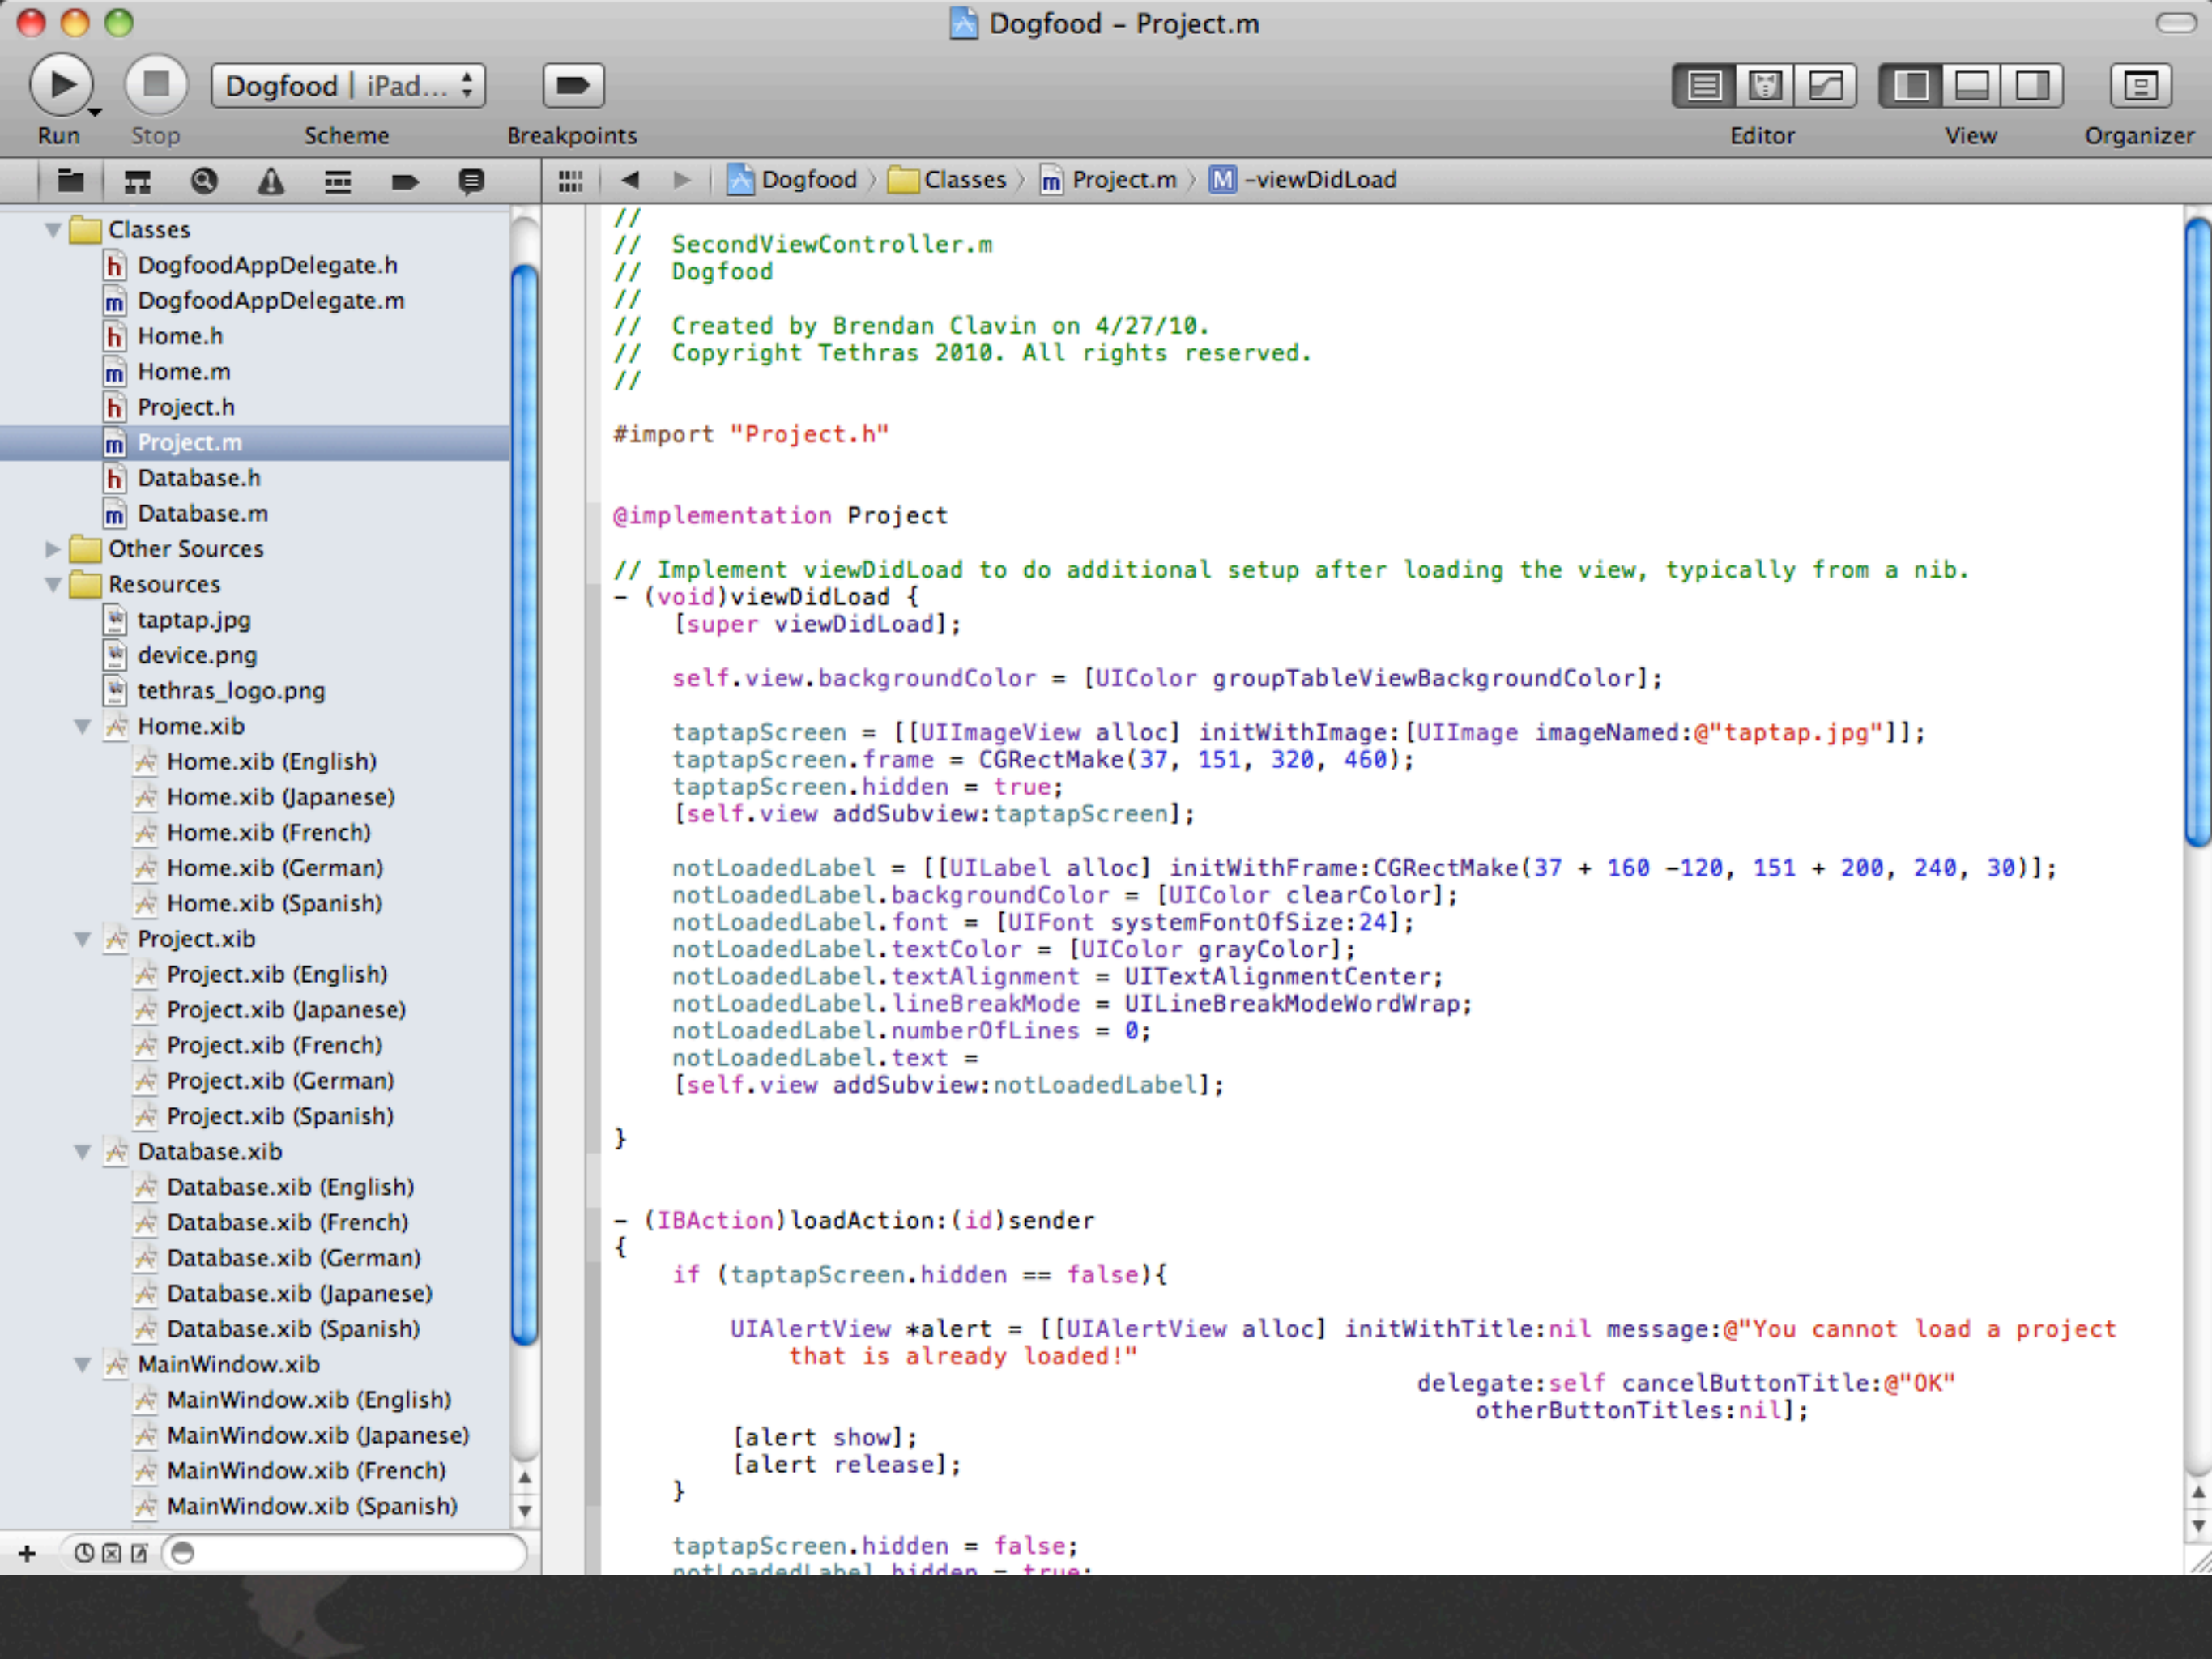 Dogfood – Project.m
Dogfood | iPad...
Run
Stop
Scheme
Breakpoints
Editor
View
Organizer
Dogfood
Classes
Project.m
M
-viewDidLoad
Classes
h DogfoodAppDelegate.h
m DogfoodAppDelegate.m
h Home.h
m Home.m
h Project.h
m Project.m
h Database.h
m Database.m
Other Sources
Resources
taptap.jpg
device.png
tethras_logo.png
Home.xib
Home.xib (English)
Home.xib (Japanese)
Home.xib (French)
Home.xib (German)
Home.xib (Spanish)
Project.xib
Project.xib (English)
Project.xib (Japanese)
Project.xib (French)
Project.xib (German)
Project.xib (Spanish)
Database.xib
Database.xib (English)
Database.xib (French)
Database.xib (German)
Database.xib (Japanese)
Database.xib (Spanish)
MainWindow.xib
MainWindow.xib (English)
MainWindow.xib (Japanese)
MainWindow.xib (French)
MainWindow.xib (Spanish)
//
//  SecondViewController.m
//  Dogfood
//
//  Created by Brendan Clavin on 4/27/10.
//  Copyright Tethras 2010. All rights reserved.
//
#import "Project.h"
@implementation Project
// Implement viewDidLoad to do additional setup after loading the view, typically from a nib.
- (void)viewDidLoad {
[super viewDidLoad];
self.view.backgroundColor = [UIColor groupTableViewBackgroundColor];
taptapScreen = [[UIImageView alloc] initWithImage:[UIImage imageNamed:@"taptap.jpg"]];
taptapScreen.frame = CGRectMake(37, 151, 320, 460);
taptapScreen.hidden = true;
[self.view addSubview:taptapScreen];
notLoadedLabel = [[UILabel alloc] initWithFrame:CGRectMake(37 + 160 -120, 151 + 200, 240, 30)];
notLoadedLabel.backgroundColor = [UIColor clearColor];
notLoadedLabel.font = [UIFont systemFontOfSize:24];
notLoadedLabel.textColor = [UIColor grayColor];
notLoadedLabel.textAlignment = UITextAlignmentCenter;
notLoadedLabel.lineBreakMode = UILineBreakModeWordWrap;
notLoadedLabel.numberOfLines = 0;
notLoadedLabel.text =
[self.view addSubview:notLoadedLabel];
}
- (IBAction)loadAction:(id)sender
{
if (taptapScreen.hidden == false){
UIAlertView *alert = [[UIAlertView alloc] initWithTitle:nil message:@"You cannot load a project
that is already loaded!"
delegate:self cancelButtonTitle:@"OK"
otherButtonTitles:nil];
[alert show];
[alert release];
}
taptapScreen.hidden = false;
notLoadedLabel.hidden = true;